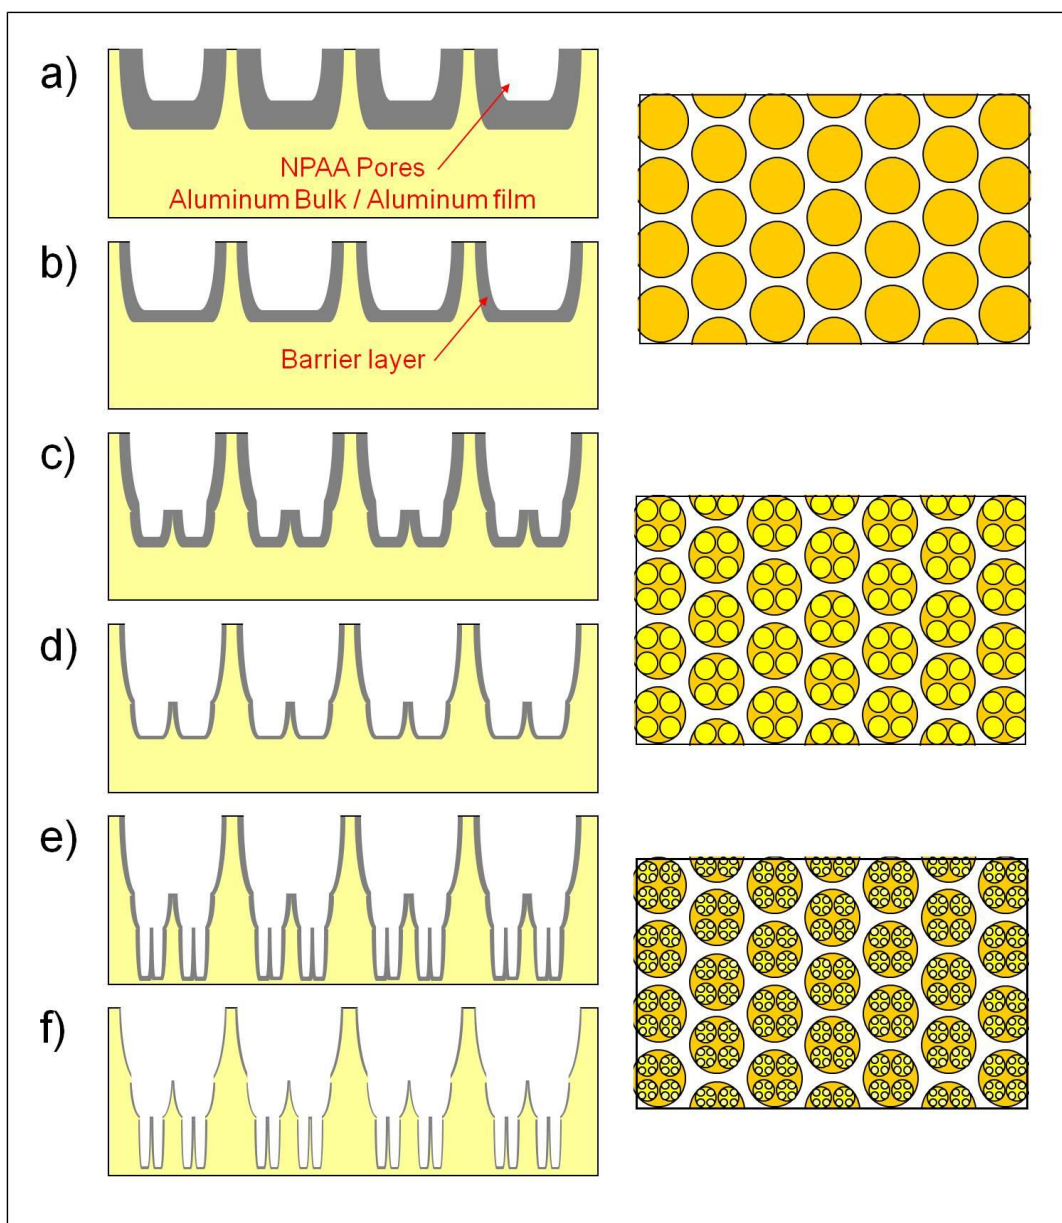 a)
NPAA Pores
Aluminum Bulk / Aluminum film
b)
Barrier layer
c)
d)
e)
f)